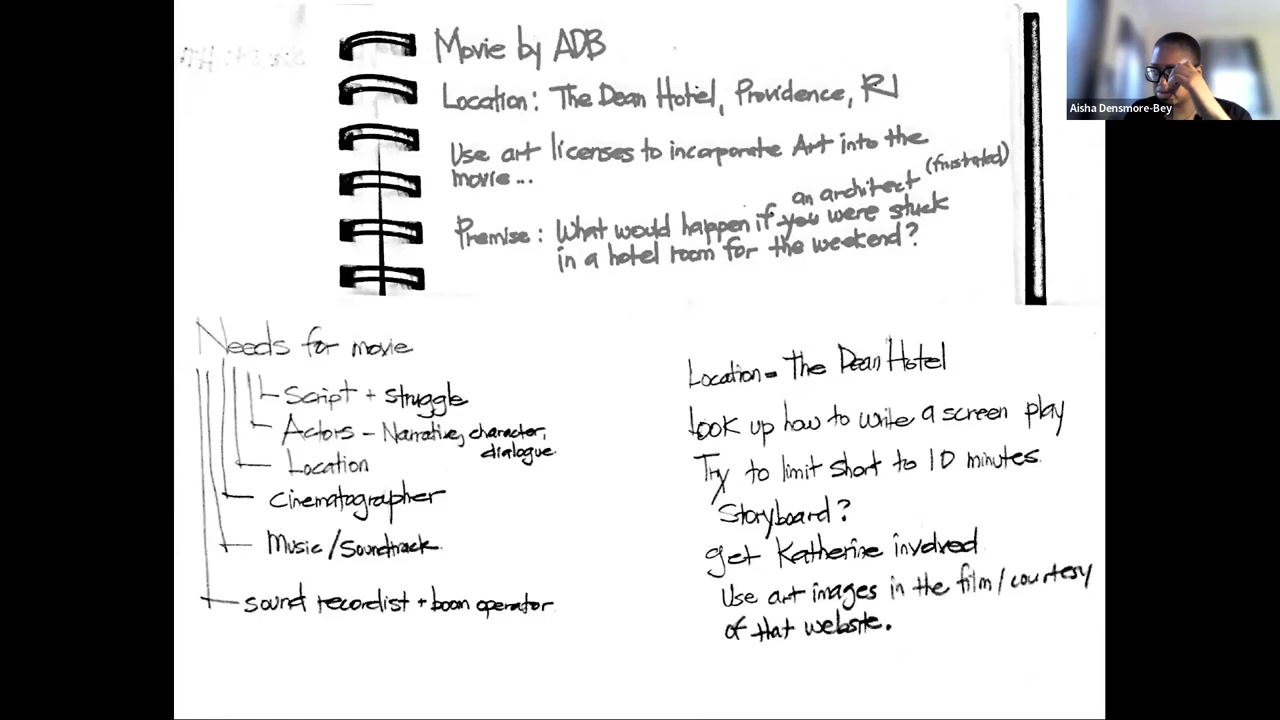 Movie by ADB
Location: The Dean Hotel, Providence, RI
Use art licenses to incorporate Art into the
movie...
an architect (frustrated)
Premise: What would happen if you were stuck
in a hotel room for the weekend?
Needs for movie
Script + struggle
Actors - Narrative, character,
dialogue
Location
Cinematographer
Music/Soundtrack
sound recordist + boom operator
Location = The Dean Hotel
Look up how to write a screen play
Try to limit short to 10 minutes
Storyboard?
get Katherine involved
Use art images in the film/courtesy
of that website.
Aisha Densmore-Bey